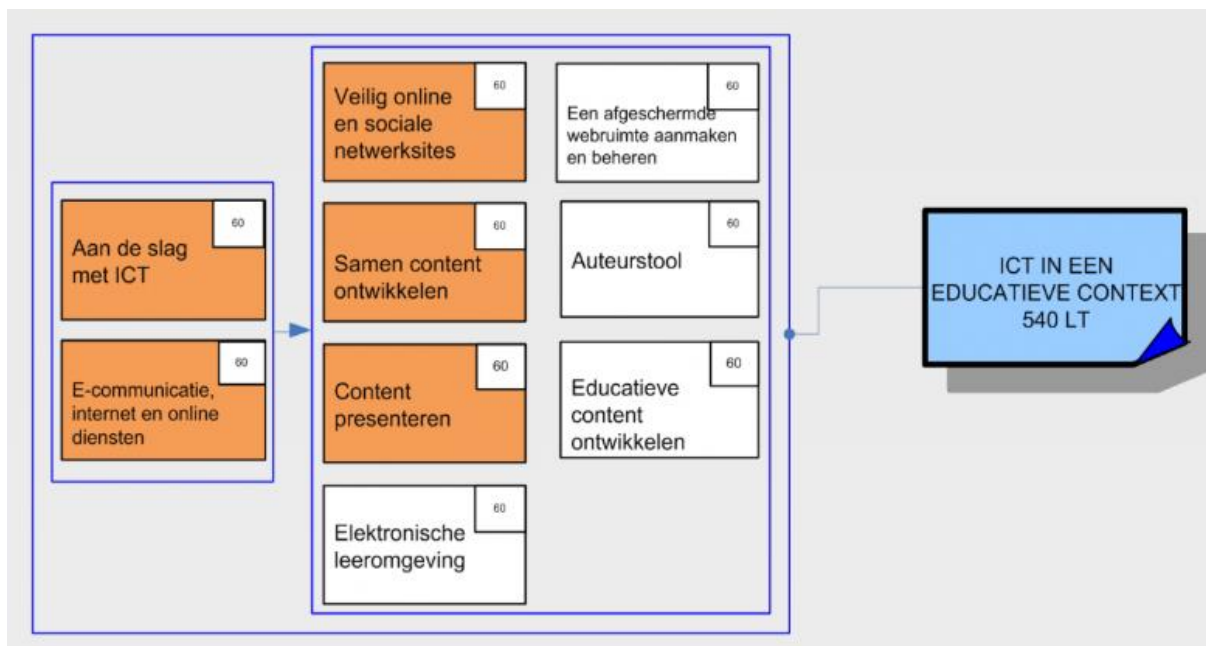 60
Aan de slag
met ICT
60
E-communicatie,
internet en online
diensten
60
Veilig online
en sociale
netwerksites
60
Samen content
ontwikkelen
60
Content
presenteren
60
Elektronische
leeromgeving
60
Een afgeschermde
webruimte aanmaken
en beheren
60
Auteurstool
60
Educatieve
content
ontwikkelen
ICT IN EEN
EDUCATIEVE CONTEXT
540 LT